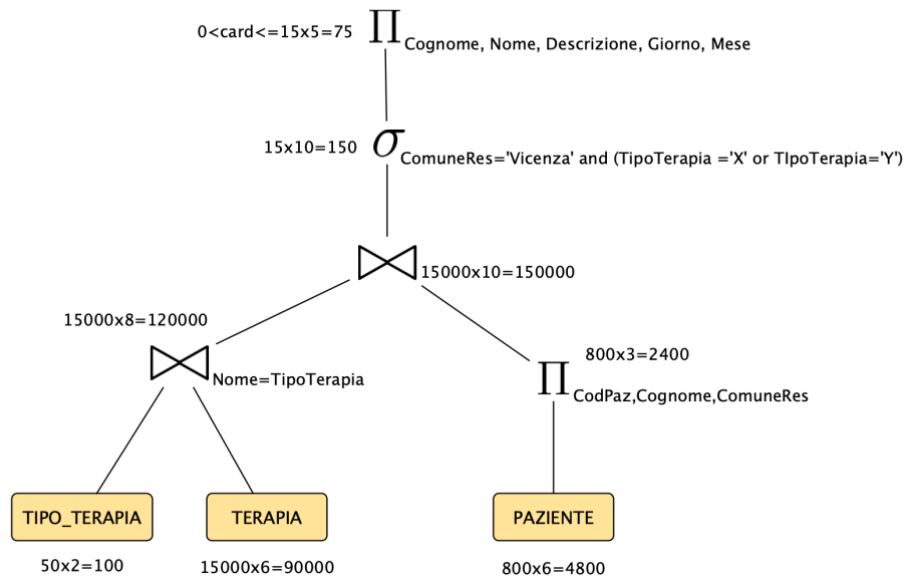 0<card<=15x5=75
∏ Cognome, Nome, Descrizione, Giorno, Mese
15x10=150
σ ComuneRes='Vicenza' and (TipoTerapia ='X' or TIpoTerapia='Y')
15000x10=150000
15000x8=120000
Nome=TipoTerapia
800x3=2400
∏ CodPaz,Cognome,ComuneRes
TIPO_TERAPIA
TERAPIA
PAZIENTE
50x2=100
15000x6=90000
800x6=4800